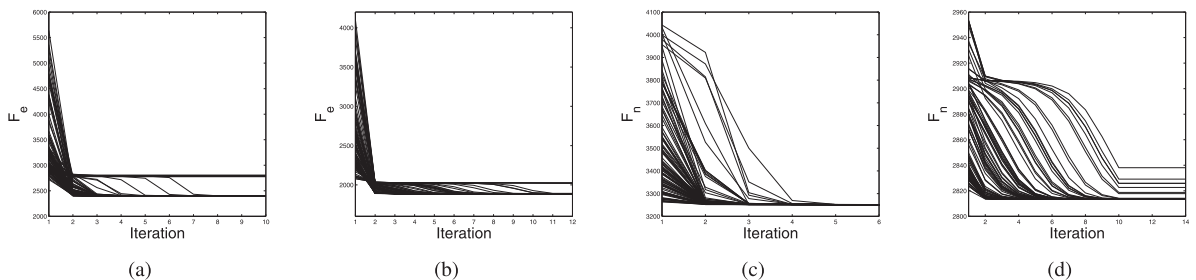 6000
5500
5000
4500
4000
3500
3000
2500
2000
F_e
1 2 3 4 5 6 7 8 9 10
Iteration
(a)
4000
3500
3000
2500
2000
F_e
1 2 3 4 5 6 7 8 9 10 11 12
Iteration
(b)
4100
4000
3900
3800
3700
3600
3500
3400
3300
3200
F_n
1 2 3 4 5 6
Iteration
(c)
2960
2940
2920
2900
2880
2860
2840
2820
2800
F_n
2 4 6 8 10 12 14
Iteration
(d)